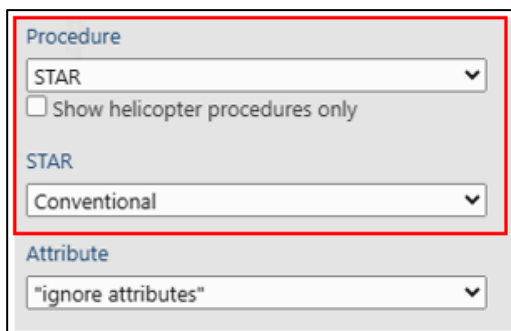 Procedure
STAR
Show helicopter procedures only
STAR
Conventional
Attribute
"ignore attributes"